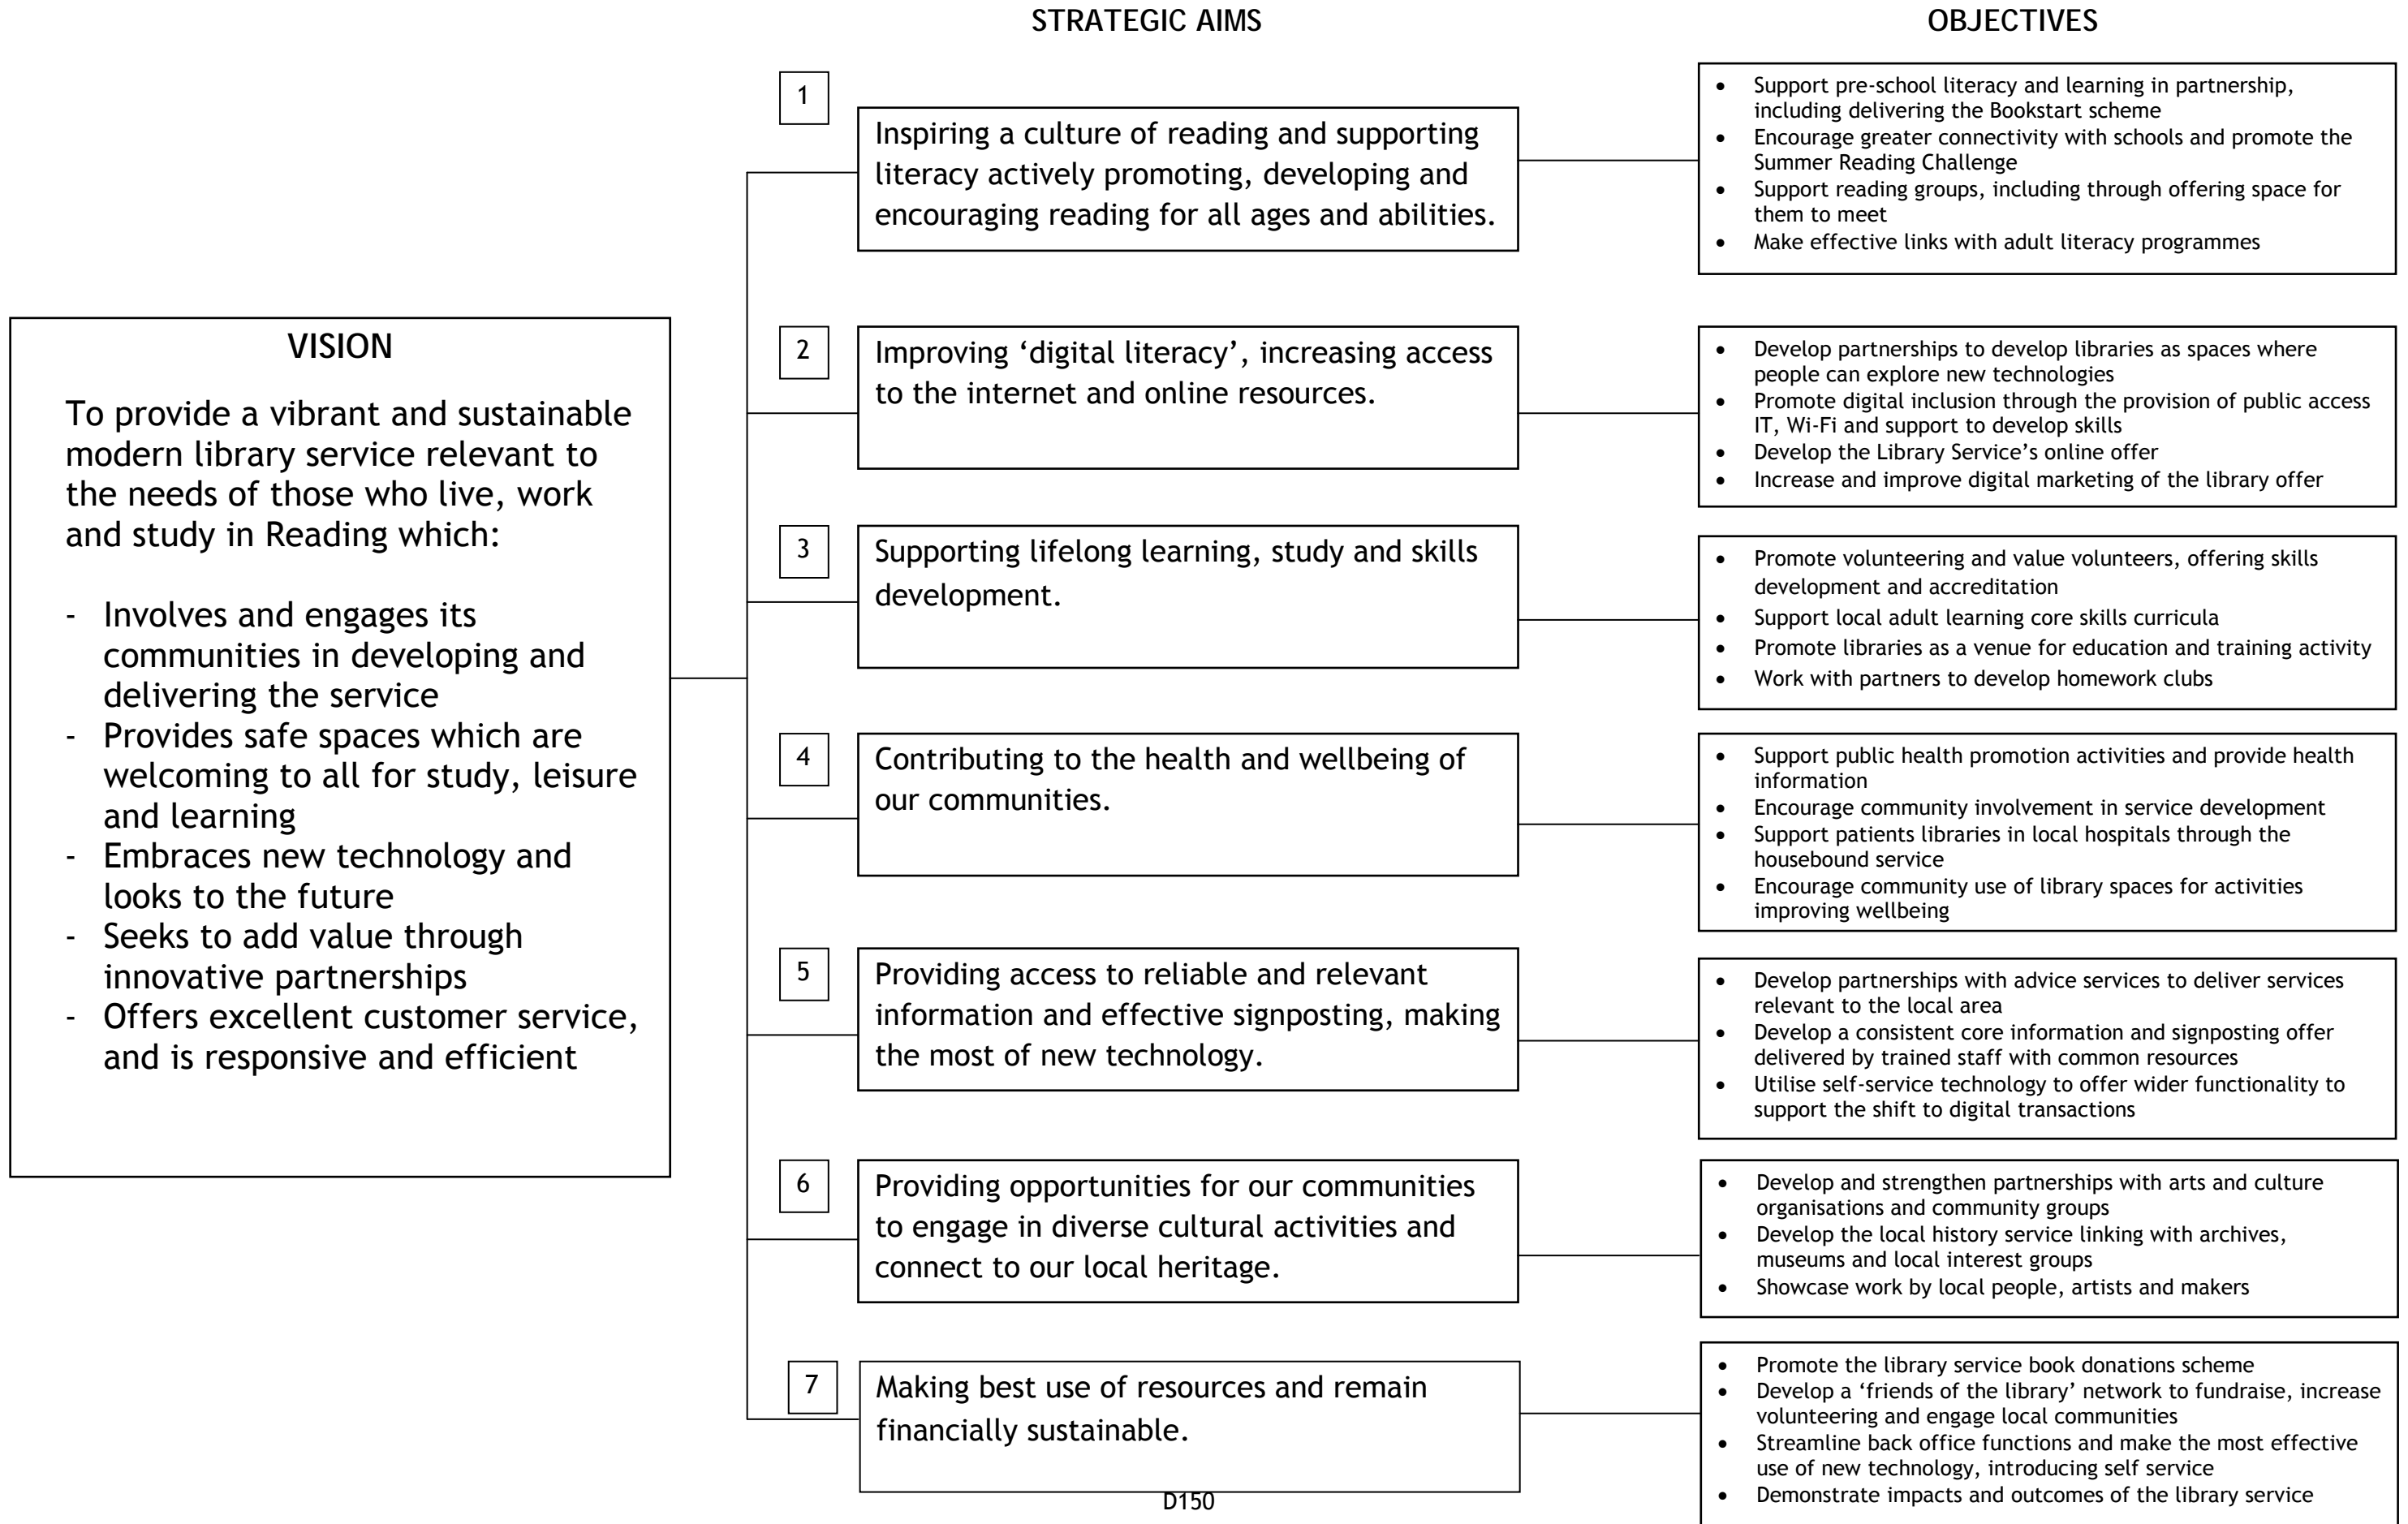 STRATEGIC AIMS
OBJECTIVES
VISION
To provide a vibrant and sustainable
modern library service relevant to
the needs of those who live, work
and study in Reading which:
- Involves and engages its
communities in developing and
delivering the service
- Provides safe spaces which are
welcoming to all for study, leisure
and learning
- Embraces new technology and
looks to the future
- Seeks to add value through
innovative partnerships
- Offers excellent customer service,
and is responsive and efficient
1
Inspiring a culture of reading and supporting
literacy actively promoting, developing and
encouraging reading for all ages and abilities.
• Support pre-school literacy and learning in partnership,
including delivering the Bookstart scheme
• Encourage greater connectivity with schools and promote the
Summer Reading Challenge
• Support reading groups, including through offering space for
them to meet
• Make effective links with adult literacy programmes
2
Improving ‘digital literacy’, increasing access
to the internet and online resources.
• Develop partnerships to develop libraries as spaces where
people can explore new technologies
• Promote digital inclusion through the provision of public access
IT, Wi-Fi and support to develop skills
• Develop the Library Service’s online offer
• Increase and improve digital marketing of the library offer
3
Supporting lifelong learning, study and skills
development.
• Promote volunteering and value volunteers, offering skills
development and accreditation
• Support local adult learning core skills curricula
• Promote libraries as a venue for education and training activity
• Work with partners to develop homework clubs
4
Contributing to the health and wellbeing of
our communities.
• Support public health promotion activities and provide health
information
• Encourage community involvement in service development
• Support patients libraries in local hospitals through the
housebound service
• Encourage community use of library spaces for activities
improving wellbeing
5
Providing access to reliable and relevant
information and effective signposting, making
the most of new technology.
• Develop partnerships with advice services to deliver services
relevant to the local area
• Develop a consistent core information and signposting offer
delivered by trained staff with common resources
• Utilise self-service technology to offer wider functionality to
support the shift to digital transactions
6
Providing opportunities for our communities
to engage in diverse cultural activities and
connect to our local heritage.
• Develop and strengthen partnerships with arts and culture
organisations and community groups
• Develop the local history service linking with archives,
museums and local interest groups
• Showcase work by local people, artists and makers
7
Making best use of resources and remain
financially sustainable.
• Promote the library service book donations scheme
• Develop a ‘friends of the library’ network to fundraise, increase
volunteering and engage local communities
• Streamline back office functions and make the most effective
use of new technology, introducing self service
• Demonstrate impacts and outcomes of the library service
D150